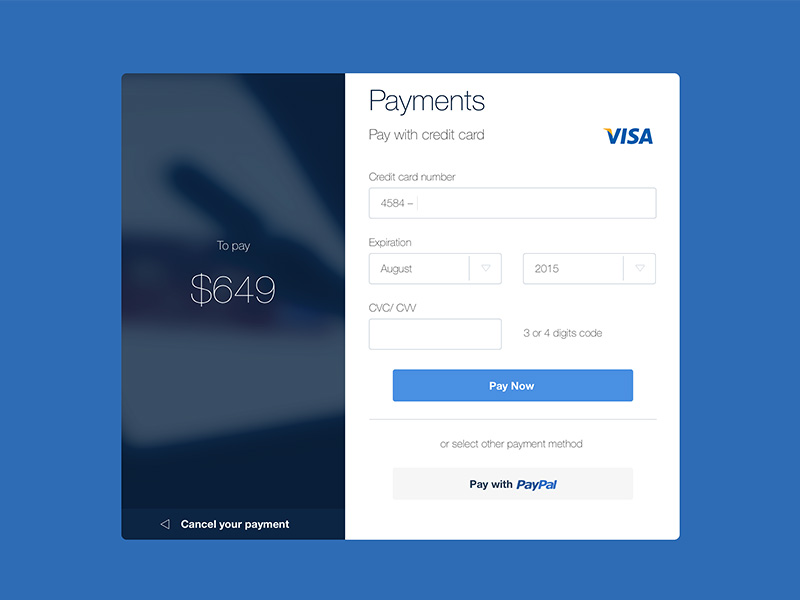 To pay
$649
Cancel your payment
Payments
Pay with credit card
VISA
Credit card number
4584 –
Expiration
August
2015
CVC/ CVV
3 or 4 digits code
Pay Now
or select other payment method
Pay with PayPal